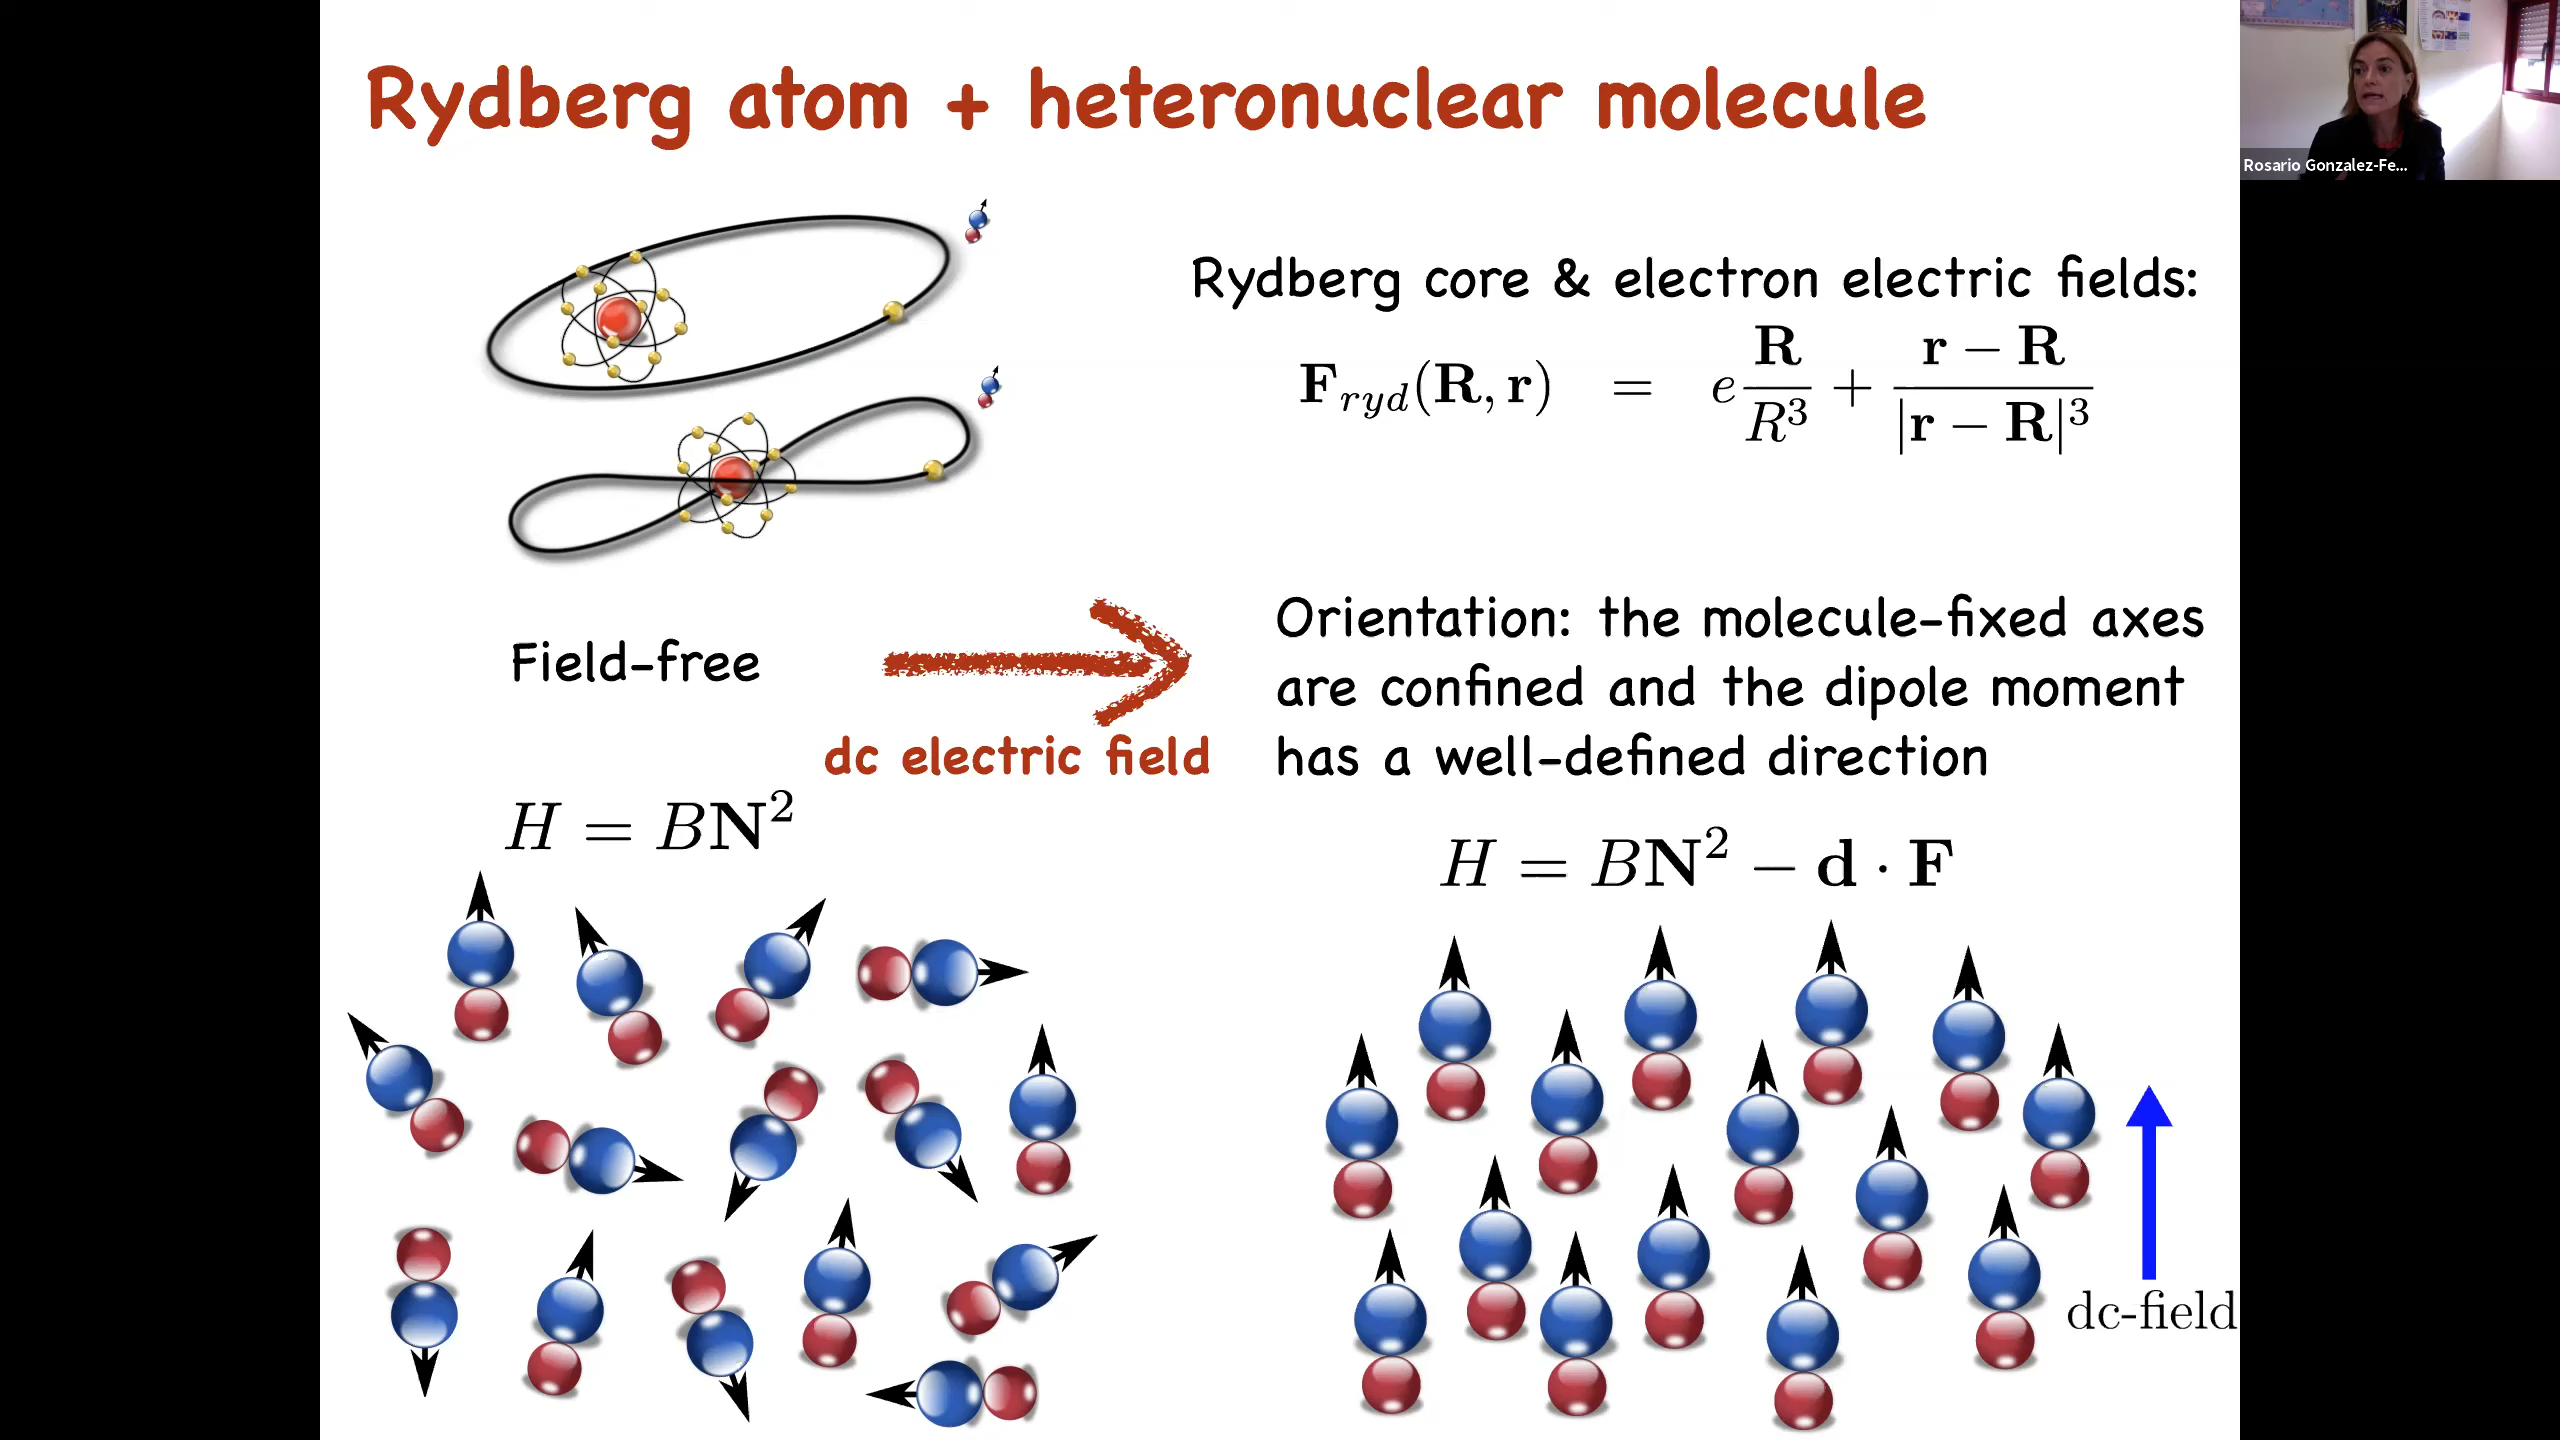 Rydberg atom + heteronuclear molecule
Rosario Gonzalez-Fe...
Rydberg core & electron electric fields:
𝐅_{ryd}(𝐑, 𝐫) = e 𝐑/R³ + (𝐫 − 𝐑)/|𝐫 − 𝐑|³
Field-free
dc electric field
Orientation: the molecule-fixed axes
are confined and the dipole moment
has a well-defined direction
H = B𝐍²
H = B𝐍² − 𝐝 · 𝐅
dc-field